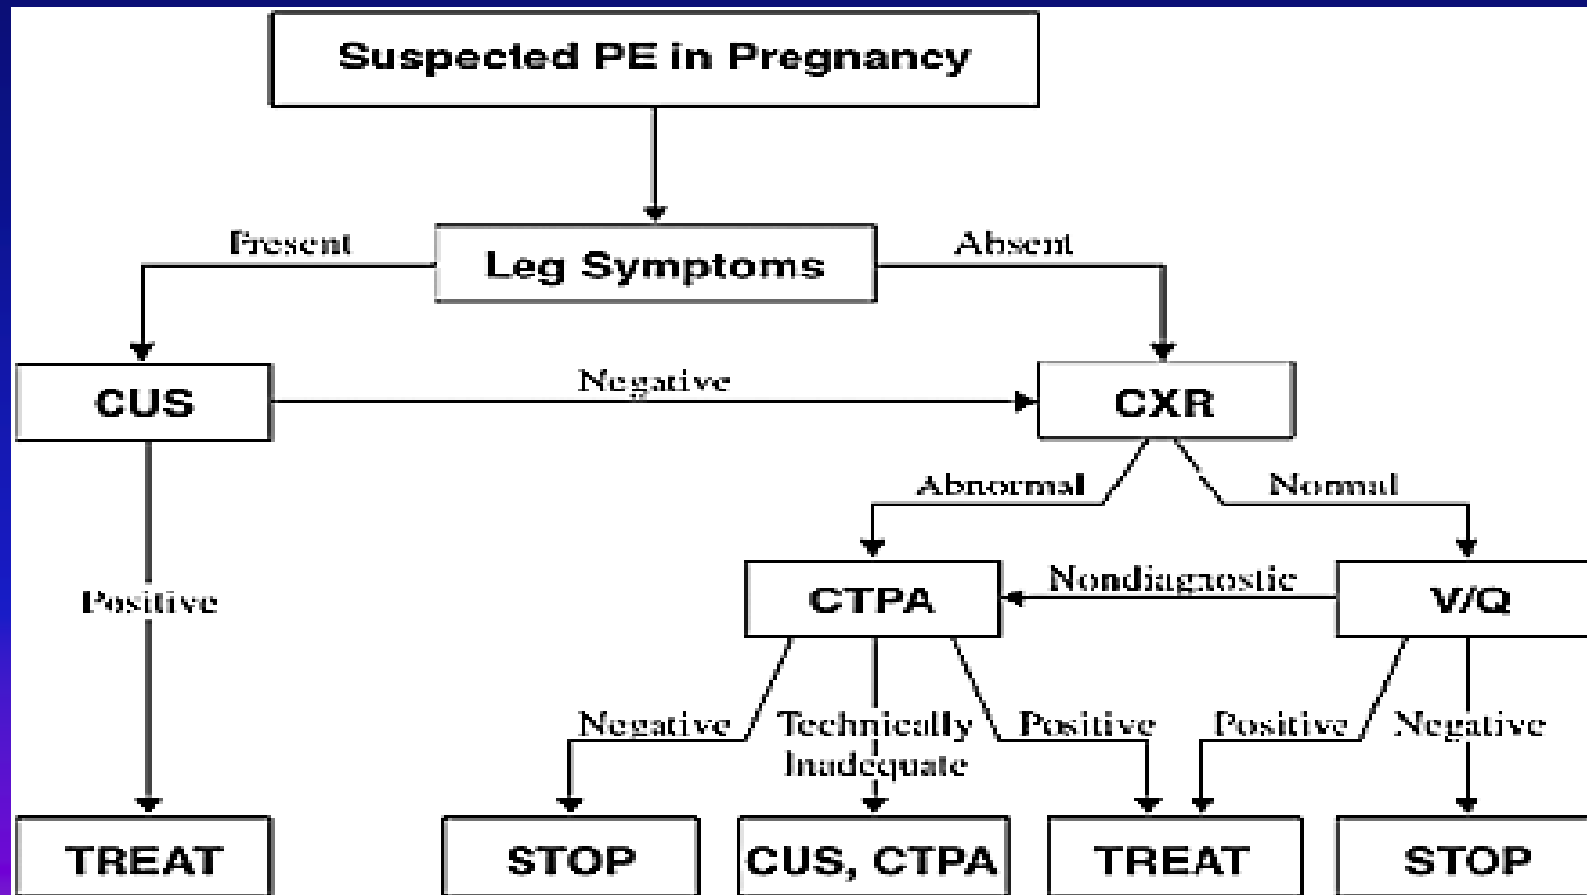 Suspected PE in Pregnancy
Present
Leg Symptoms
Absent
CUS
Negative
CXR
Abnormal
Normal
Positive
CTPA
Nondiagnostic
V/Q
Negative
Technically
Inadequate
Positive
Positive
Negative
TREAT
STOP
CUS, CTPA
TREAT
STOP